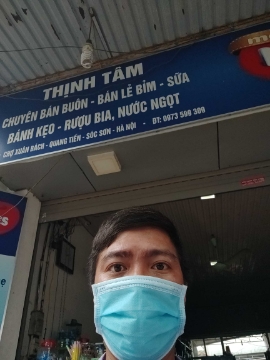 THỊNH TÂM
CHUYÊN BÁN BUÔN - BÁN LẺ BỈM - SỮA
BÁNH KẸO - RƯỢU BIA, NƯỚC NGỌT
CHỢ XUÂN BÁCH - QUANG TIẾN - SÓC SƠN - HÀ NỘI • ĐT: 0973 598 309